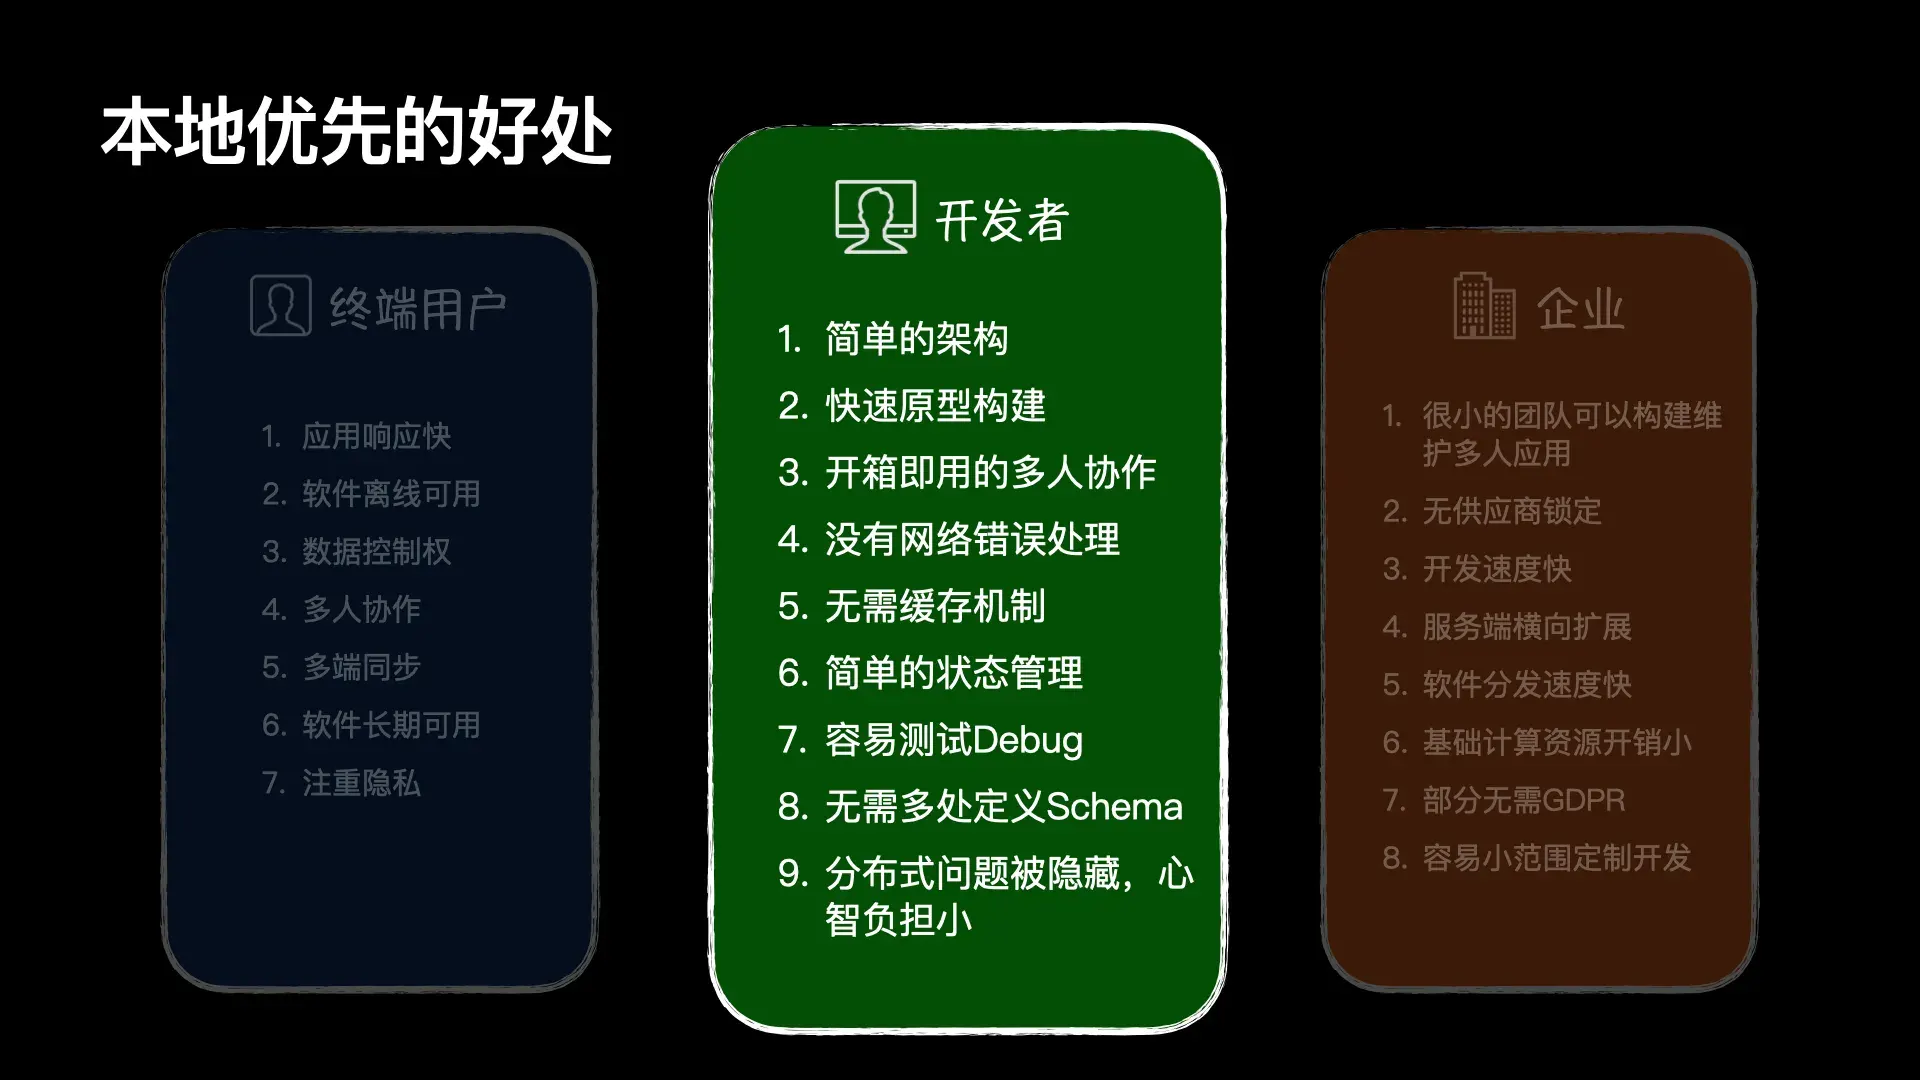 本地优先的好处
终端用户
1. 应用响应快
2. 软件离线可用
3. 数据控制权
4. 多人协作
5. 多端同步
6. 软件长期可用
7. 注重隐私
开发者
1. 简单的架构
2. 快速原型构建
3. 开箱即用的多人协作
4. 没有网络错误处理
5. 无需缓存机制
6. 简单的状态管理
7. 容易测试Debug
8. 无需多处定义Schema
9. 分布式问题被隐藏，心
智负担小
企业
1. 很小的团队可以构建维
护多人应用
2. 无供应商锁定
3. 开发速度快
4. 服务端横向扩展
5. 软件分发速度快
6. 基础计算资源开销小
7. 部分无需GDPR
8. 容易小范围定制开发